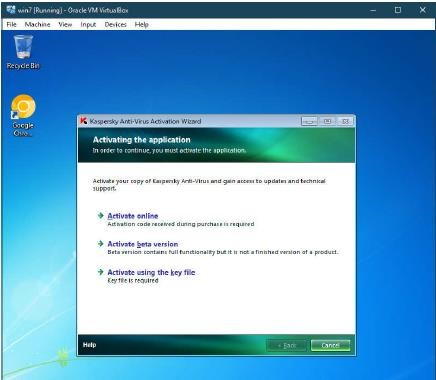 win7 [Running] - Oracle VM VirtualBox
File Machine View Input Devices Help
Recycle Bin
Google
Chro...
Kaspersky Anti-Virus Activation Wizard
Activating the application
In order to continue, you must activate the application.
Activate your copy of Kaspersky Anti-Virus and gain access to updates and technical
support.
Activate online
Activation code received during purchase is required
Activate beta version
Beta version contains full functionality but it is not a finished version of a product.
Activate using the key file
Key file is required
Help
< Back
Cancel